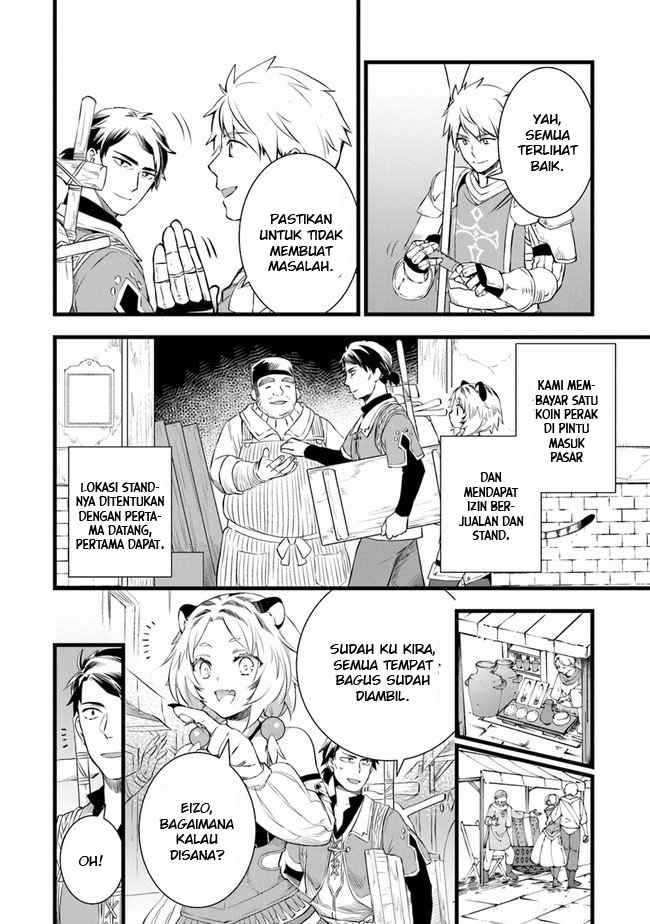 YAH,
SEMUA
TERLIHAT
BAIK.
PASTIKAN
UNTUK TIDAK
MEMBUAT
MASALAH.
KAMI MEM-
BAYAR SATU
KOIN PERAK
DI PINTU
MASUK
PASAR
DAN
MENDAPAT
IZIN BER-
JUALAN DAN
STAND.
LOKASI STAND-
NYA DITENTUKAN
DENGAN PERTA-
MA DATANG,
PERTAMA DAPAT.
SUDAH KU KIRA,
SEMUA TEMPAT
BAGUS SUDAH
DIAMBIL.
EIZO,
BAGAIMANA
KALAU
DISANA?
OH!